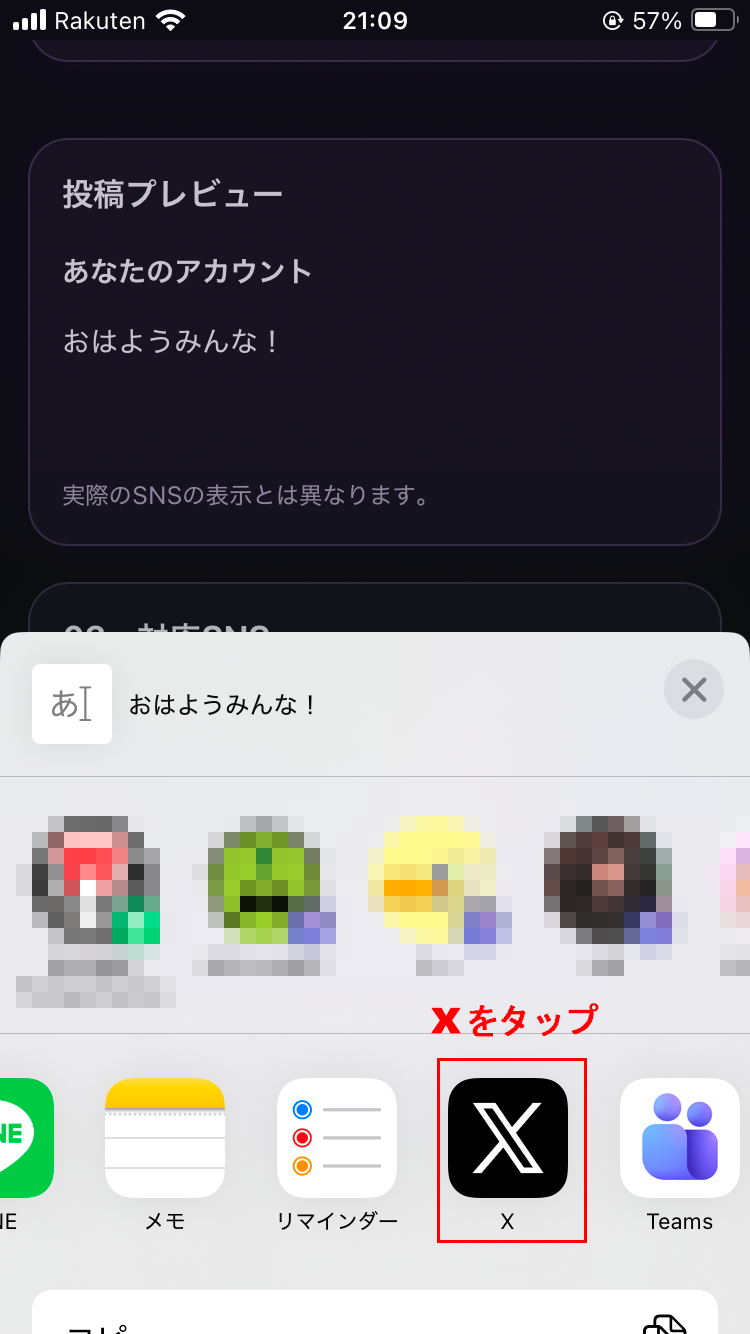 Rakuten 21:09 57%
投稿プレビュー
あなたのアカウント
おはようみんな！
実際のSNSの表示とは異なります。
あ おはようみんな！
Xをタップ
メモ
リマインダー
X
Teams